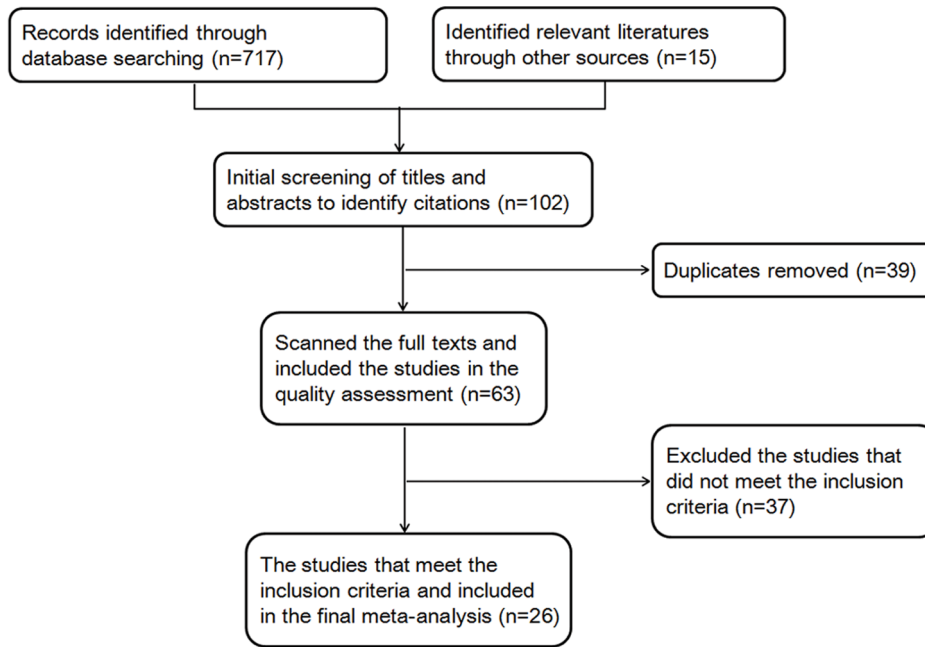 Records identified through
database searching (n=717)
Identified relevant literatures
through other sources (n=15)
Initial screening of titles and
abstracts to identify citations (n=102)
Duplicates removed (n=39)
Scanned the full texts and
included the studies in the
quality assessment (n=63)
Excluded the studies that
did not meet the inclusion
criteria (n=37)
The studies that meet the
inclusion criteria and included
in the final meta-analysis (n=26)